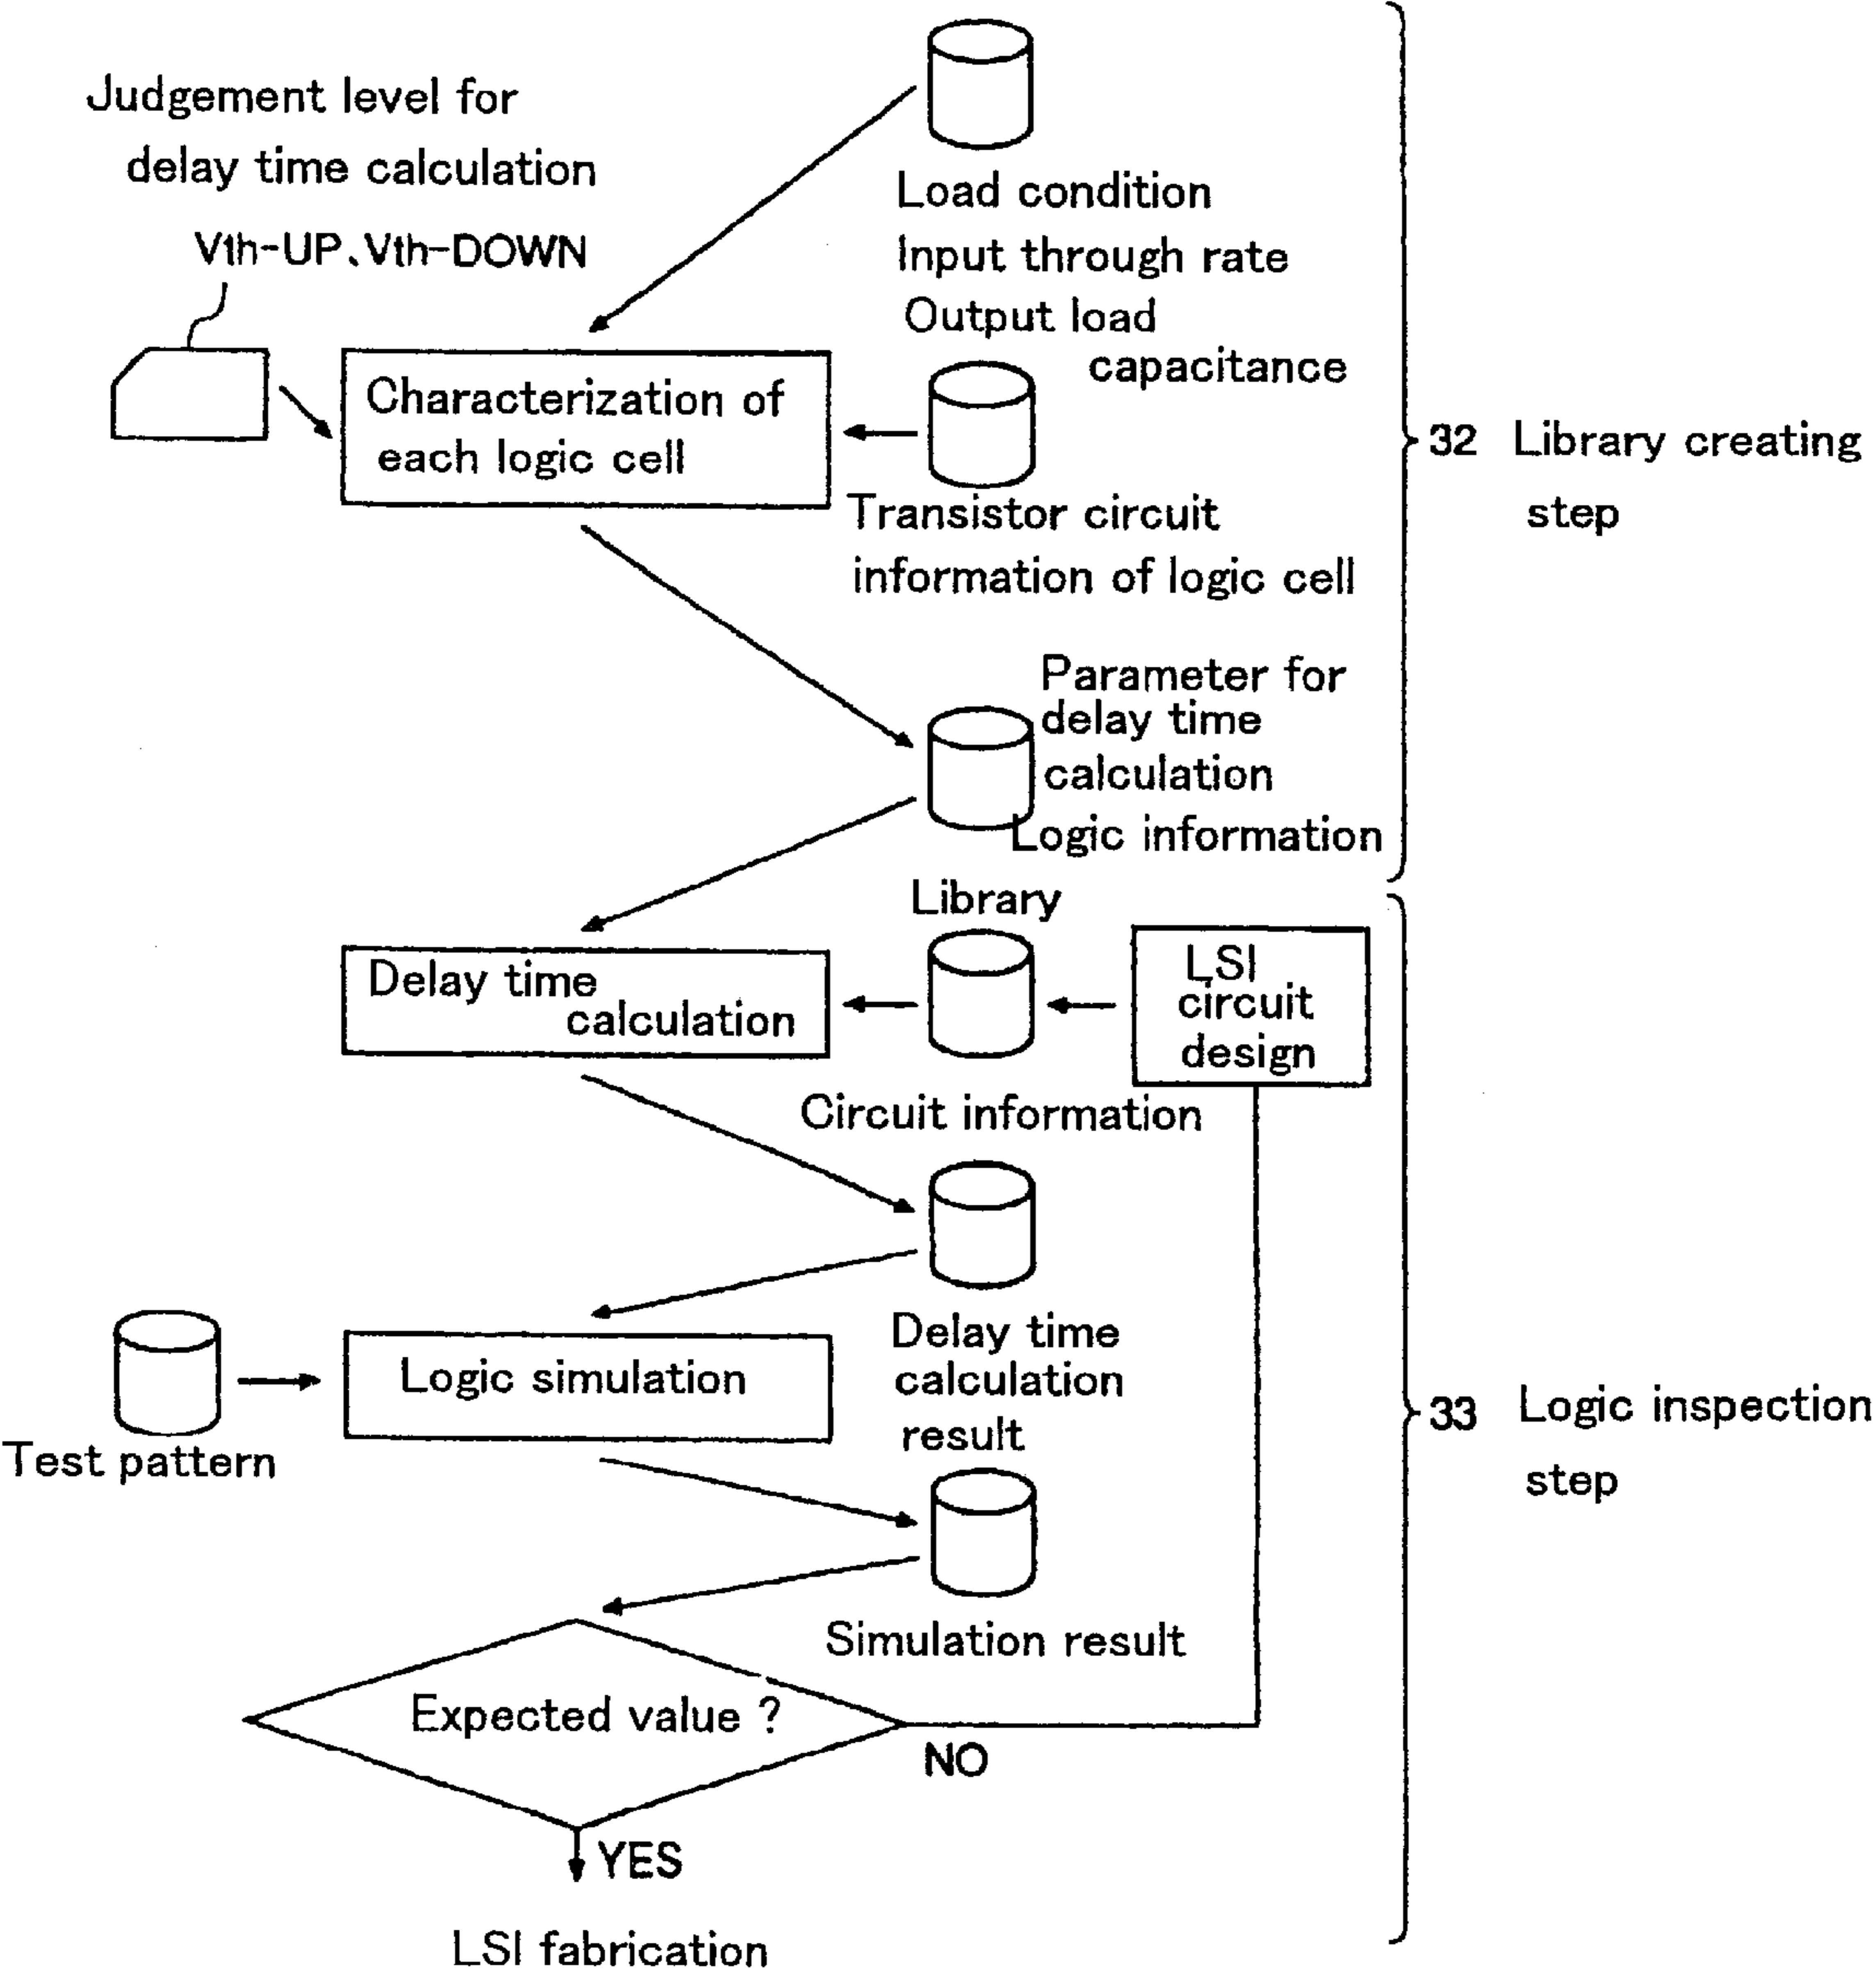 Judgement level for
delay time calculation
Vth-UP、Vth-DOWN
Load condition
Input through rate
Output load
capacitance
Characterization of
each logic cell
Transistor circuit
information of logic cell
32 Library creating
step
Parameter for
delay time
calculation
Logic information
Library
Delay time
calculation
LSI
circuit
design
Circuit information
Delay time
calculation
result
Test pattern
Logic simulation
33 Logic inspection
step
Simulation result
Expected value ?
NO
YES
LSI fabrication